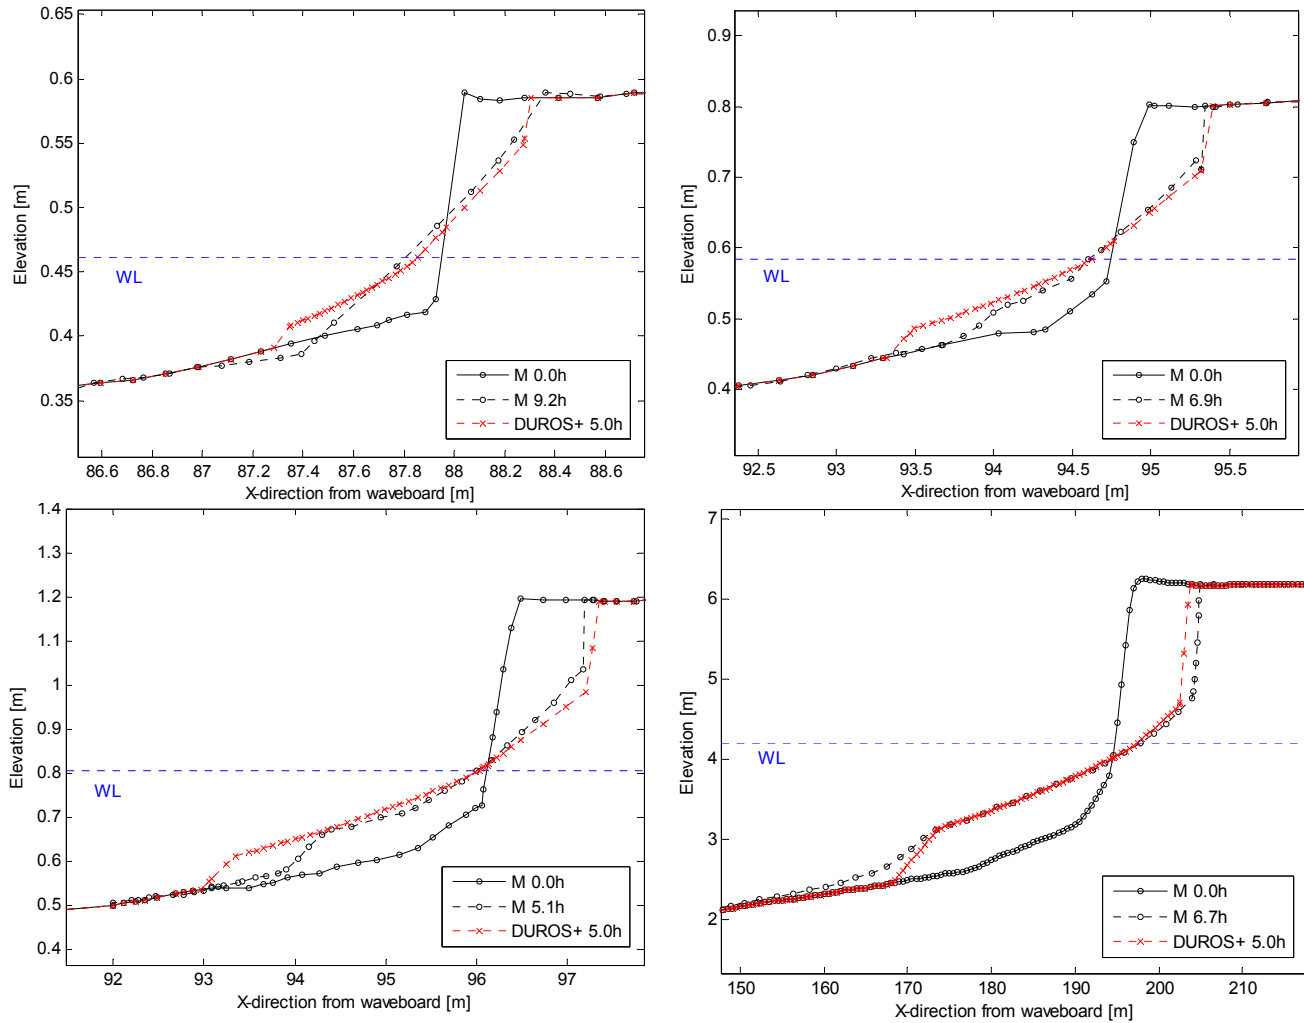 0.65
0.6
0.55
0.5
0.45
0.4
0.35
Elevation [m]
WL
M 0.0h
M 9.2h
DUROS+ 5.0h
86.6 86.8 87 87.2 87.4 87.6 87.8 88 88.2 88.4 88.6
X-direction from waveboard [m]
0.9
0.8
0.7
0.6
0.5
0.4
Elevation [m]
WL
M 0.0h
M 6.9h
DUROS+ 5.0h
92.5 93 93.5 94 94.5 95 95.5
X-direction from waveboard [m]
1.4
1.3
1.2
1.1
1
0.9
0.8
0.7
0.6
0.5
0.4
Elevation [m]
WL
M 0.0h
M 5.1h
DUROS+ 5.0h
92 93 94 95 96 97
X-direction from waveboard [m]
7
6
5
4
3
2
Elevation [m]
WL
M 0.0h
M 6.7h
DUROS+ 5.0h
150 160 170 180 190 200 210
X-direction from waveboard [m]